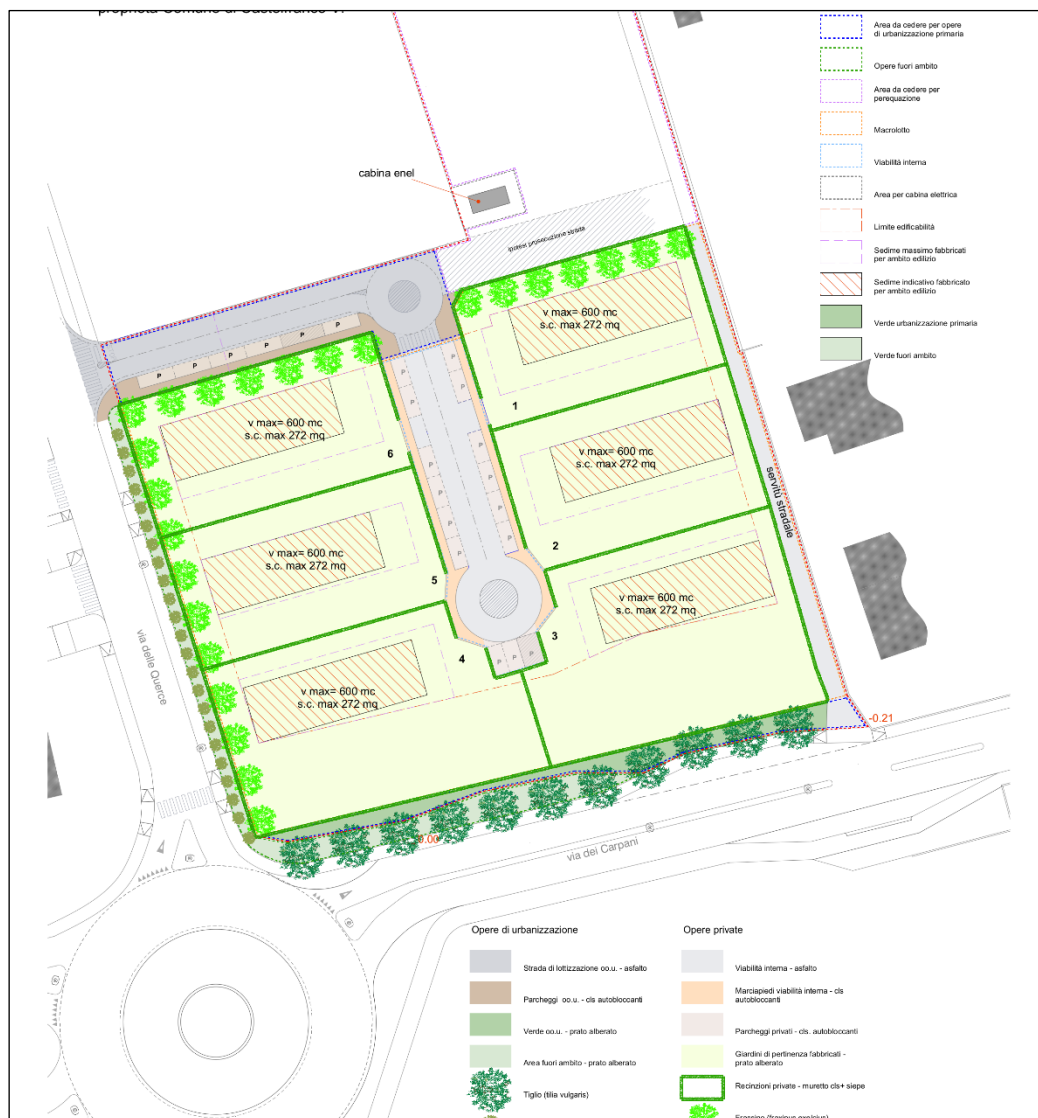 Area da cedere per opere
di urbanizzazione primaria
Opere fuori ambito
Area da cedere per
perequazione
Macrolotto
Viabilità interna
Area per cabina elettrica
Limite edificabilità
Sedime massimo fabbricati
per ambito edilizio
Sedime indicativo fabbricato
per ambito edilizio
Verde urbanizzazione primaria
Verde fuori ambito
cabina enel
Ipotesi prosecuzione strada
v max= 600 mc
s.c. max 272 mq
1
P
P
P
P
P
P
v max= 600 mc
s.c. max 272 mq
6
v max= 600 mc
s.c. max 272 mq
2
servitù stradale
v max= 600 mc
s.c. max 272 mq
5
v max= 600 mc
s.c. max 272 mq
3
4
P
P
P
v max= 600 mc
s.c. max 272 mq
via delle Querce
-0.21
via dei Carpani
Opere di urbanizzazione
Strada di lottizzazione oo.u. - asfalto
Parcheggi oo.u. - cls autobloccanti
Verde oo.u. - prato alberato
Area fuori ambito - prato alberato
Tiglio (tilia vulgaris)
Opere private
Viabilità interna - asfalto
Marciapiedi viabilità interna - cls
autobloccanti
Parcheggi privati - cls. autobloccanti
Giardini di pertinenza fabbricati -
prato alberato
Recinzioni private - muretto cls+ siepe